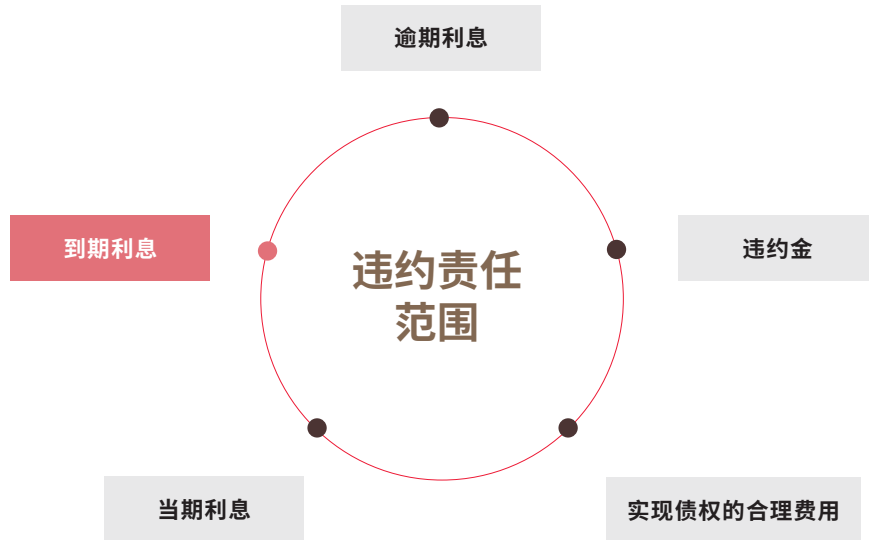 逾期利息
到期利息
违约金
违约责任
范围
当期利息
实现债权的合理费用